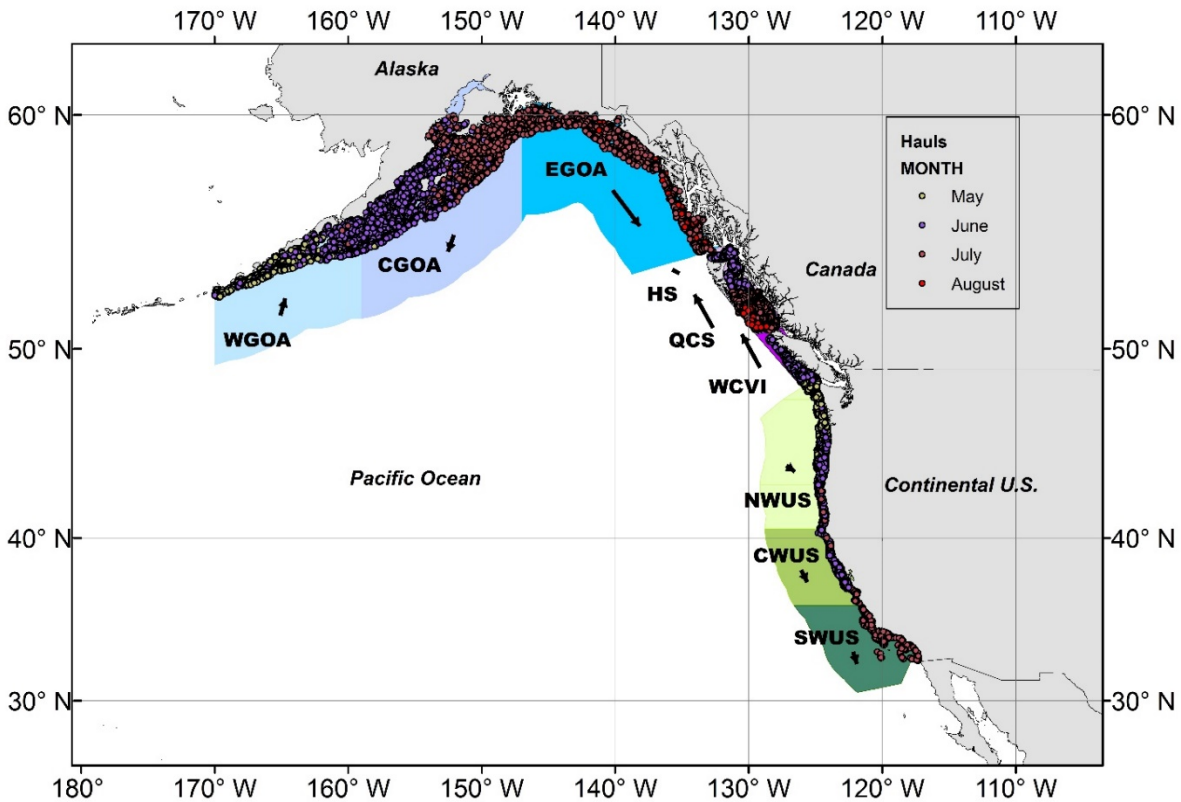 170° W 160° W 150° W 140° W 130° W 120° W 110° W
Alaska
60° N 60° N
Hauls
MONTH
May
June
July
August
EGOA
CGOA
Canada
HS
WGOA
QCS
50° N 50° N
WCVI
Pacific Ocean
Continental U.S.
NWUS
40° N 40° N
CWUS
SWUS
30° N 30° N
180° W 170° W 160° W 150° W 140° W 130° W 120° W 110° W